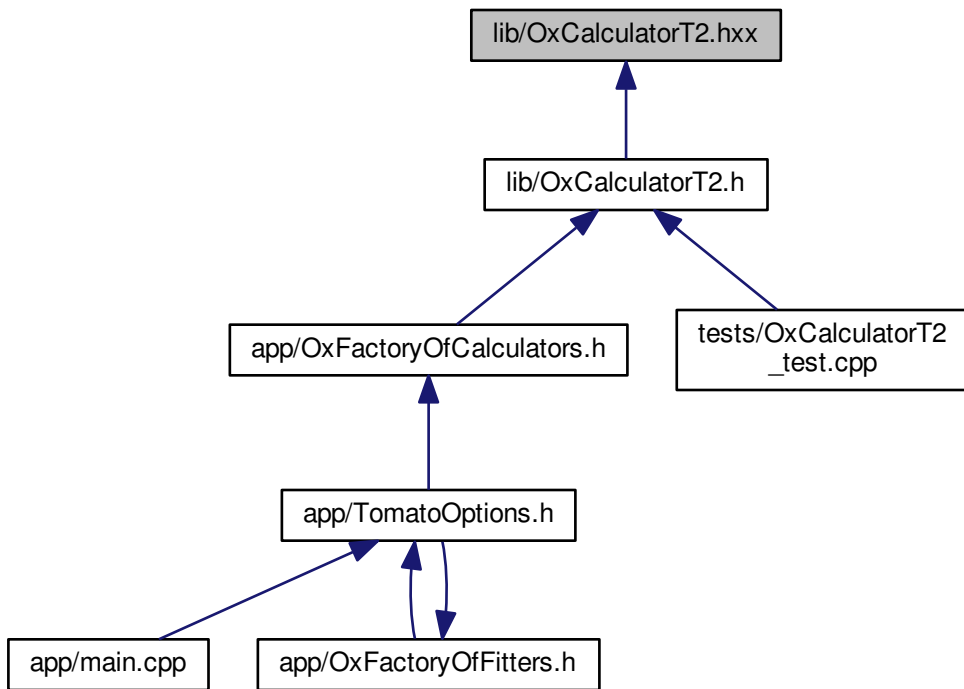 lib/OxCalculatorT2.hxx
lib/OxCalculatorT2.h
app/OxFactoryOfCalculators.h
tests/OxCalculatorT2
_test.cpp
app/TomatoOptions.h
app/main.cpp
app/OxFactoryOfFitters.h